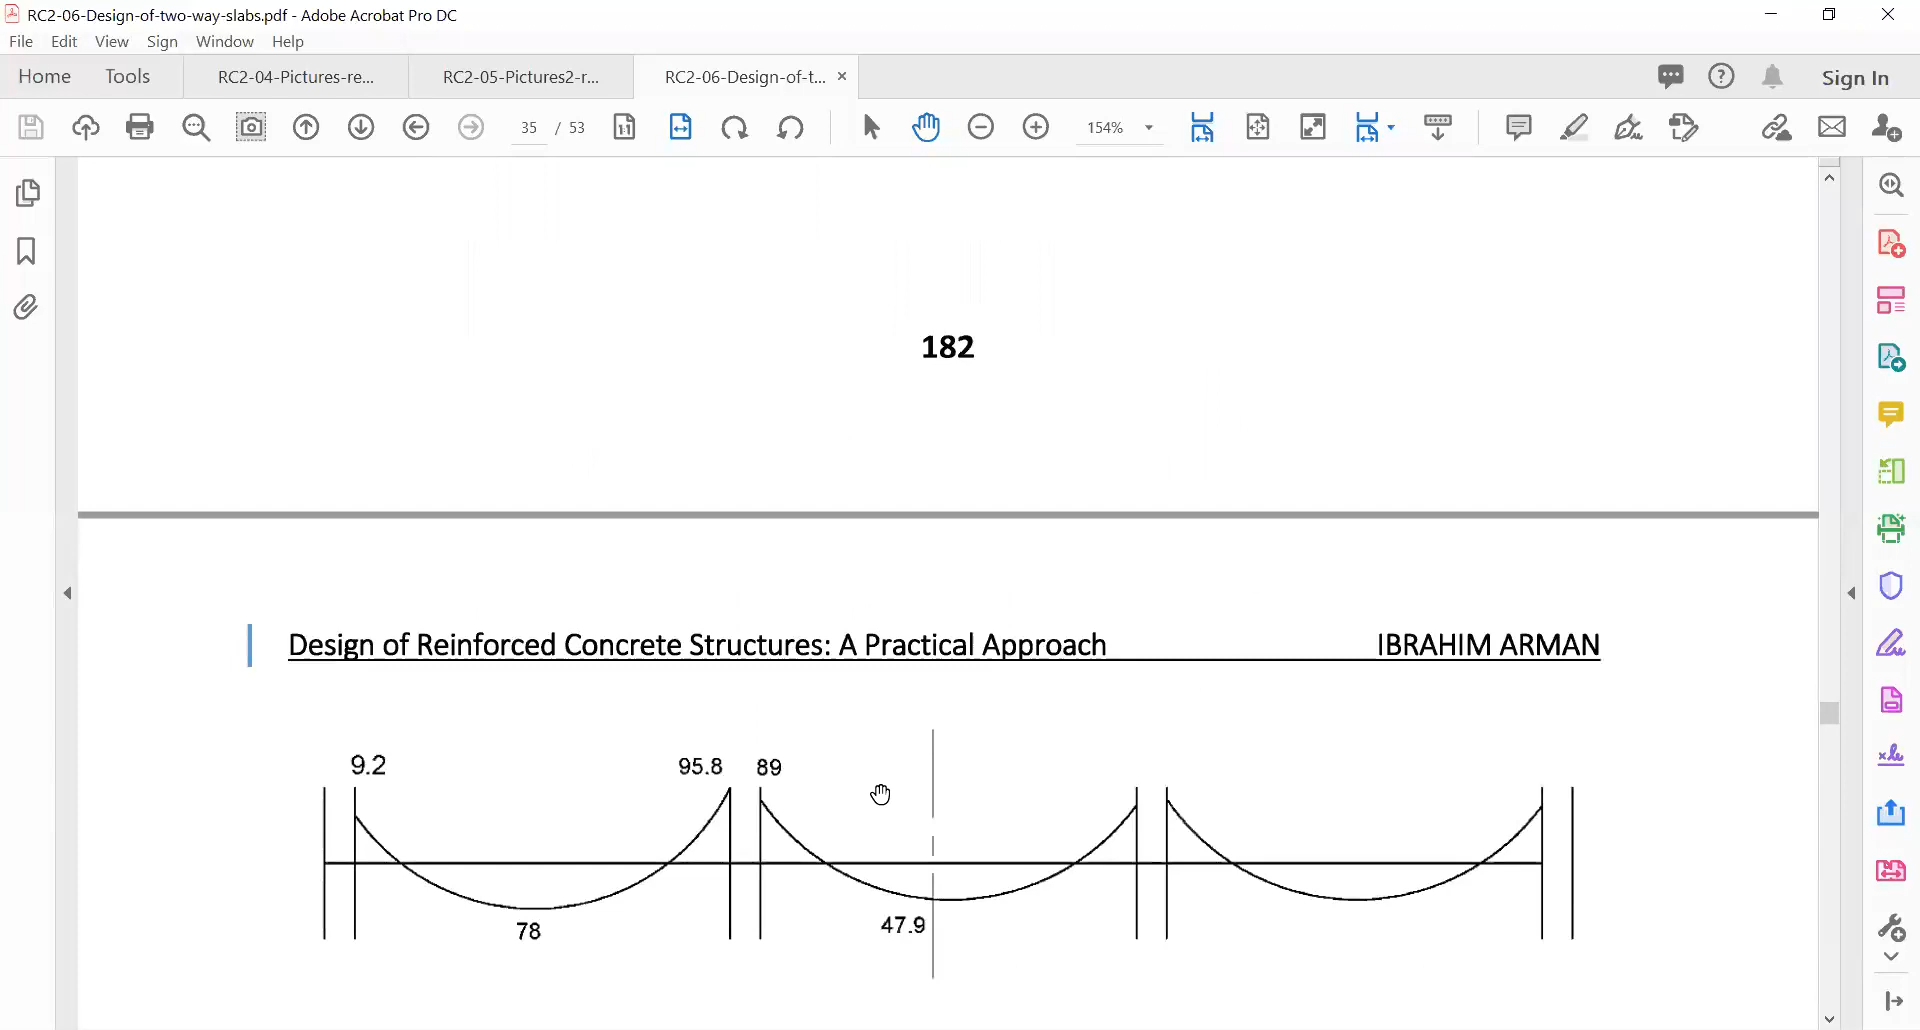 RC2-06-Design-of-two-way-slabs.pdf - Adobe Acrobat Pro DC
File Edit View Sign Window Help
Home Tools RC2-04-Pictures-re... RC2-05-Pictures2-r... RC2-06-Design-of-t... × Sign In
35 / 53 1:1 154%
182
Design of Reinforced Concrete Structures: A Practical Approach IBRAHIM ARMAN
9.2 95.8 89
78 47.9